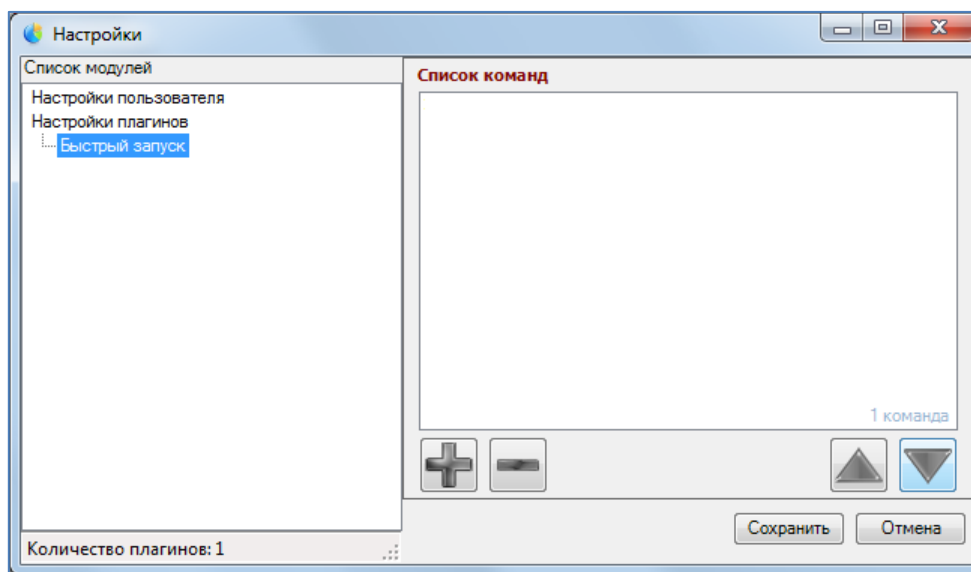 Настройки
Список модулей
Настройки пользователя
Настройки плагинов
Быстрый запуск
Количество плагинов: 1
Список команд
1 команда
Сохранить
Отмена